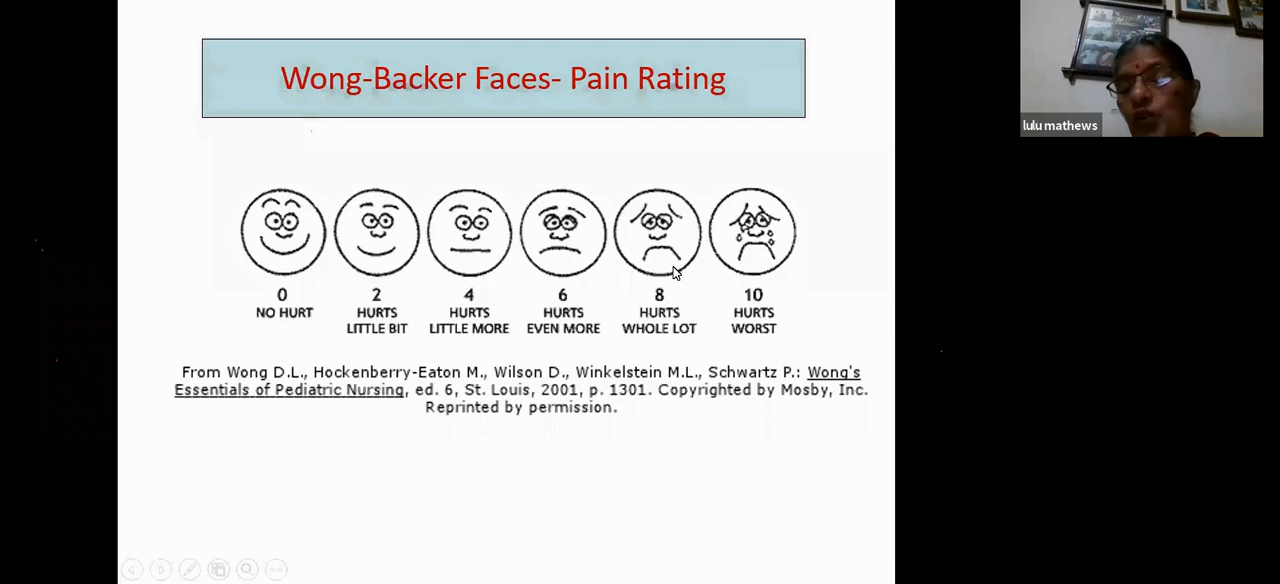 Wong-Backer Faces- Pain Rating
lulu mathews
0 2 4 6 8 10
NO HURT HURTS HURTS HURTS HURTS HURTS
LITTLE BIT LITTLE MORE EVEN MORE WHOLE LOT WORST
From Wong D.L., Hockenberry-Eaton M., Wilson D., Winkelstein M.L., Schwartz P.: Wong's
Essentials of Pediatric Nursing, ed. 6, St. Louis, 2001, p. 1301. Copyrighted by Mosby, Inc.
Reprinted by permission.